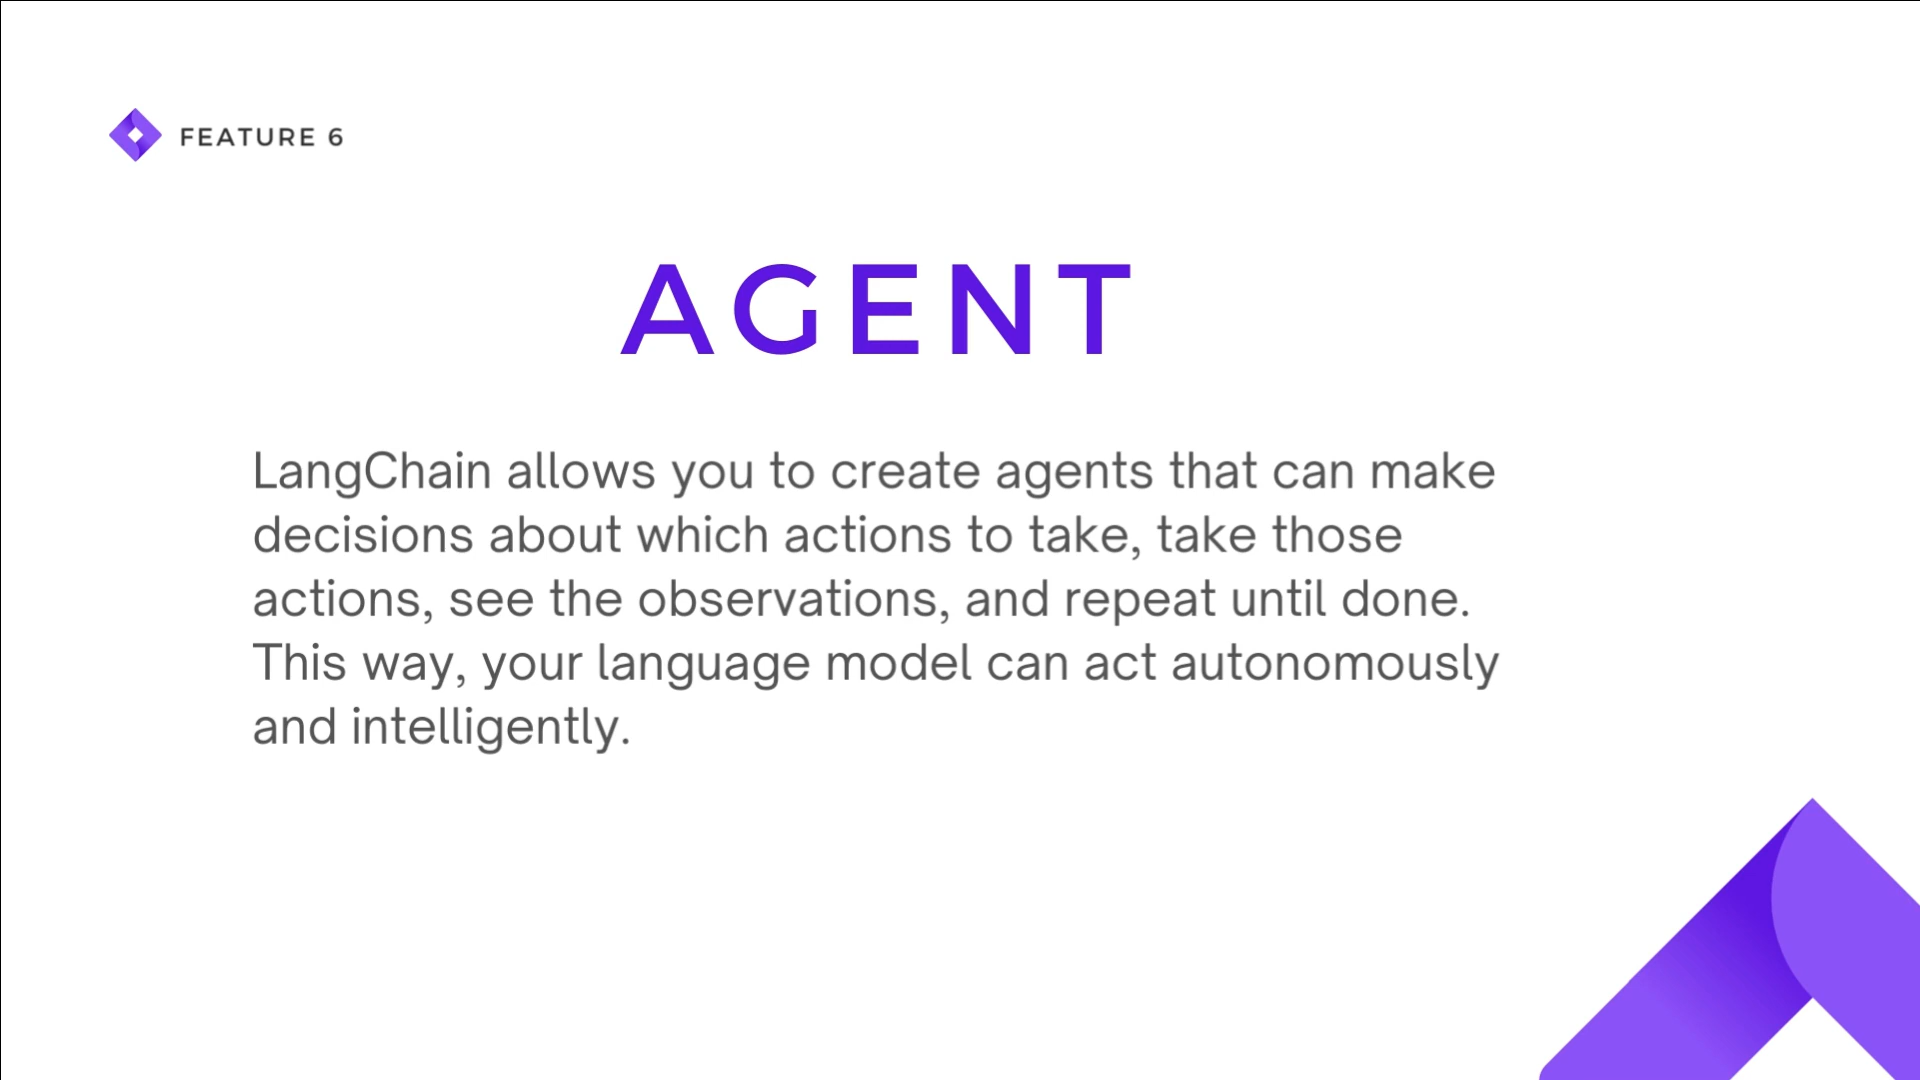 FEATURE 6
AGENT
LangChain allows you to create agents that can make
decisions about which actions to take, take those
actions, see the observations, and repeat until done.
This way, your language model can act autonomously
and intelligently.